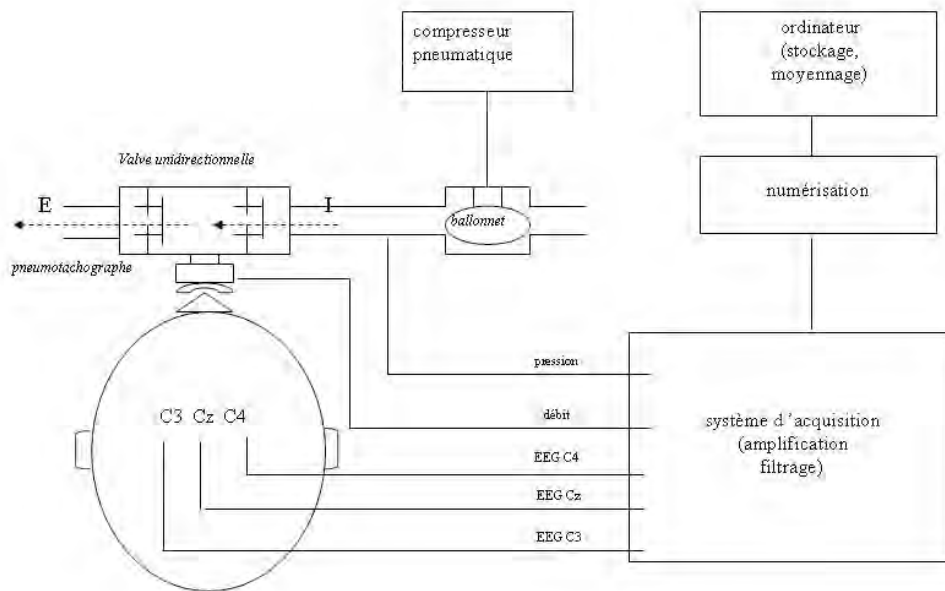 compresseur
pneumatique
ordinateur
(stockage,
moyennage)
Valve unidirectionnelle
numérisation
E
I
ballonnet
pneumotachographe
pression
C3 Cz C4
débit
système d'acquisition
(amplification
filtrage)
EEG C4
EEG Cz
EEG C3